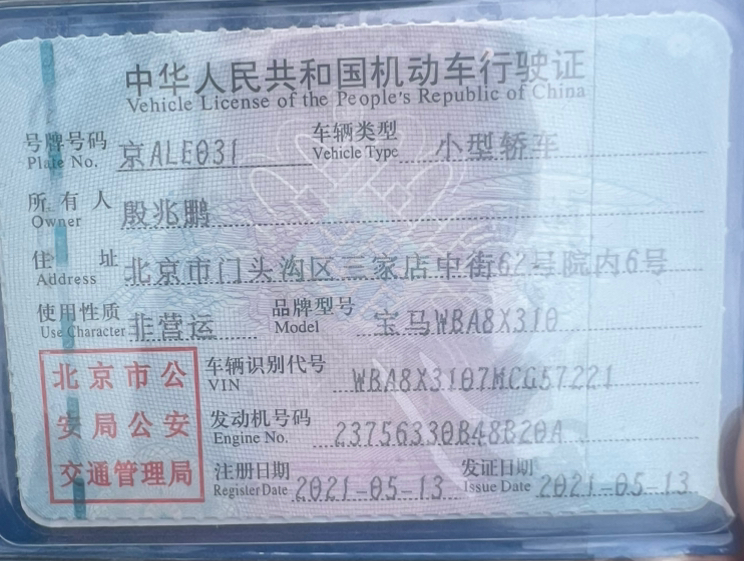 中华人民共和国机动车行驶证
Vehicle License of the People's Republic of China
号牌号码 京ALE031 车辆类型 小型轿车
Plate No. Vehicle Type
所有人 殷兆鹏
Owner
住址 北京市门头沟区三家店中街62号院内6号
Address
使用性质 非营运 品牌型号 宝马WBA8X310
Use Character Model
北京市公 车辆识别代号 WBA8X3107MCG57221
VIN
安局公安 发动机号码 23756330B48B20A
Engine No.
交通管理局 注册日期 2021-05-13 发证日期 2021-05-13
Register Date Issue Date